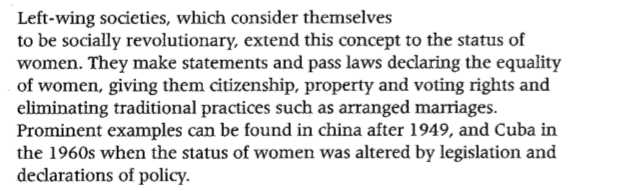 Left-wing societies, which consider themselves
to be socially revolutionary, extend this concept to the status of
women. They make statements and pass laws declaring the equality
of women, giving them citizenship, property and voting rights and
eliminating traditional practices such as arranged marriages.
Prominent examples can be found in china after 1949, and Cuba in
the 1960s when the status of women was altered by legislation and
declarations of policy.